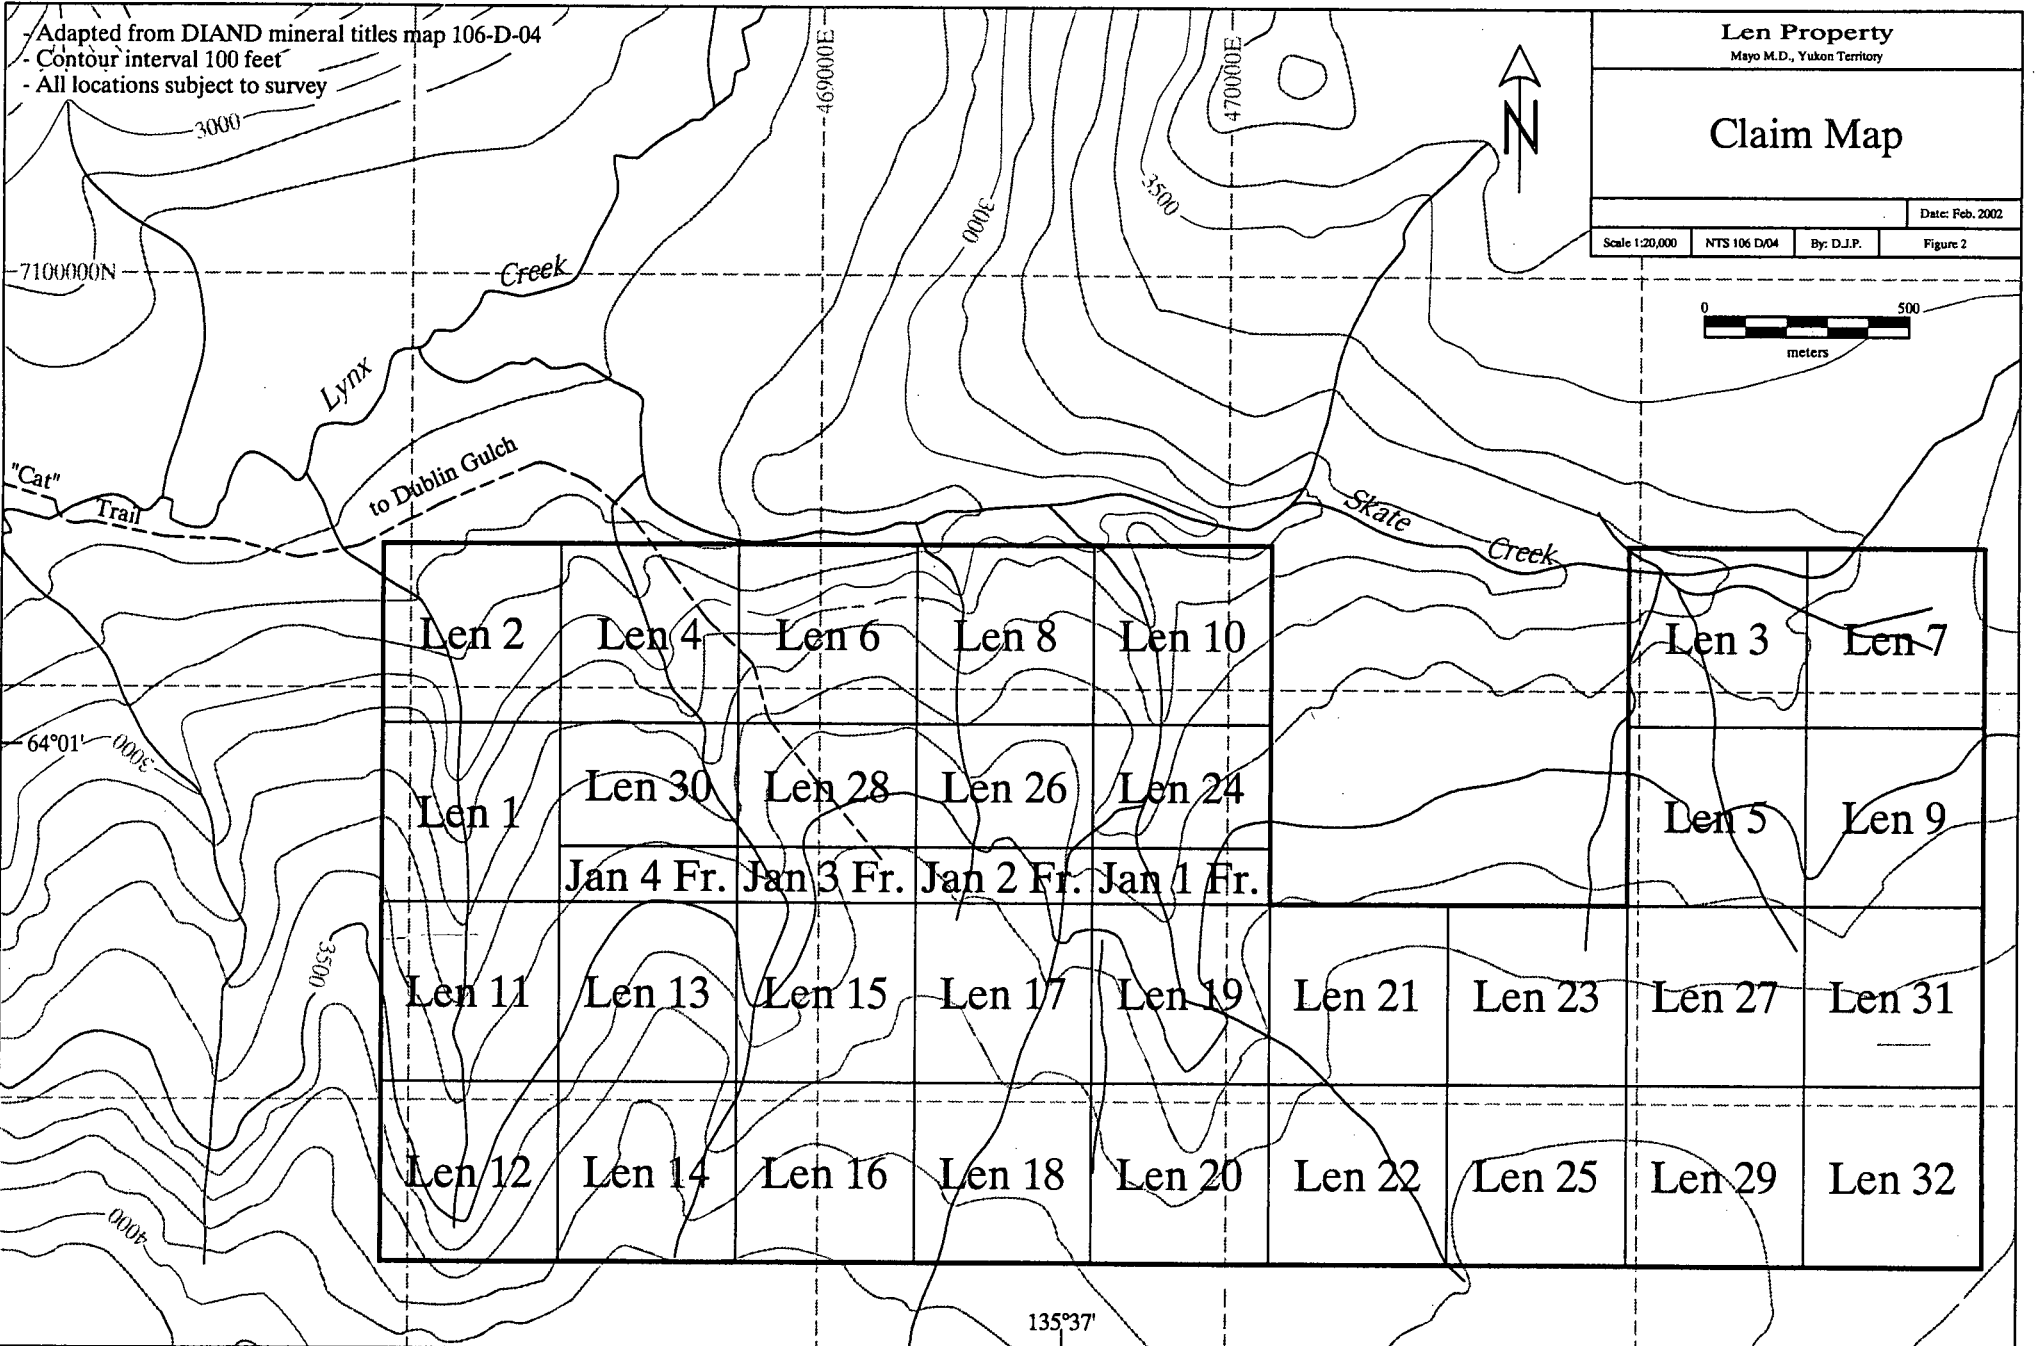 - Adapted from DIAND mineral titles map 106-D-04
- Contour interval 100 feet
- All locations subject to survey
Len Property
Mayo M.D., Yukon Territory
Claim Map
Date: Feb. 2002
Scale 1:20,000
NTS 106 D/04
By: D.J.P.
Figure 2
N
469000E
470000E
3000
3000
3500
7100000N
0
500
meters
Creek
Lynx
to Dublin Gulch
"Cat"
Trail
Skate
Creek
Len 2
Len 4
Len 6
Len 8
Len 10
Len 3
Len 7
64°01'
3000
Len 1
Len 30
Len 28
Len 26
Len 24
Len 5
Len 9
Jan 4 Fr.
Jan 3 Fr.
Jan 2 Fr.
Jan 1 Fr.
3500
Len 11
Len 13
Len 15
Len 17
Len 19
Len 21
Len 23
Len 27
Len 31
Len 12
Len 14
Len 16
Len 18
Len 20
Len 22
Len 25
Len 29
Len 32
4000
135°37'